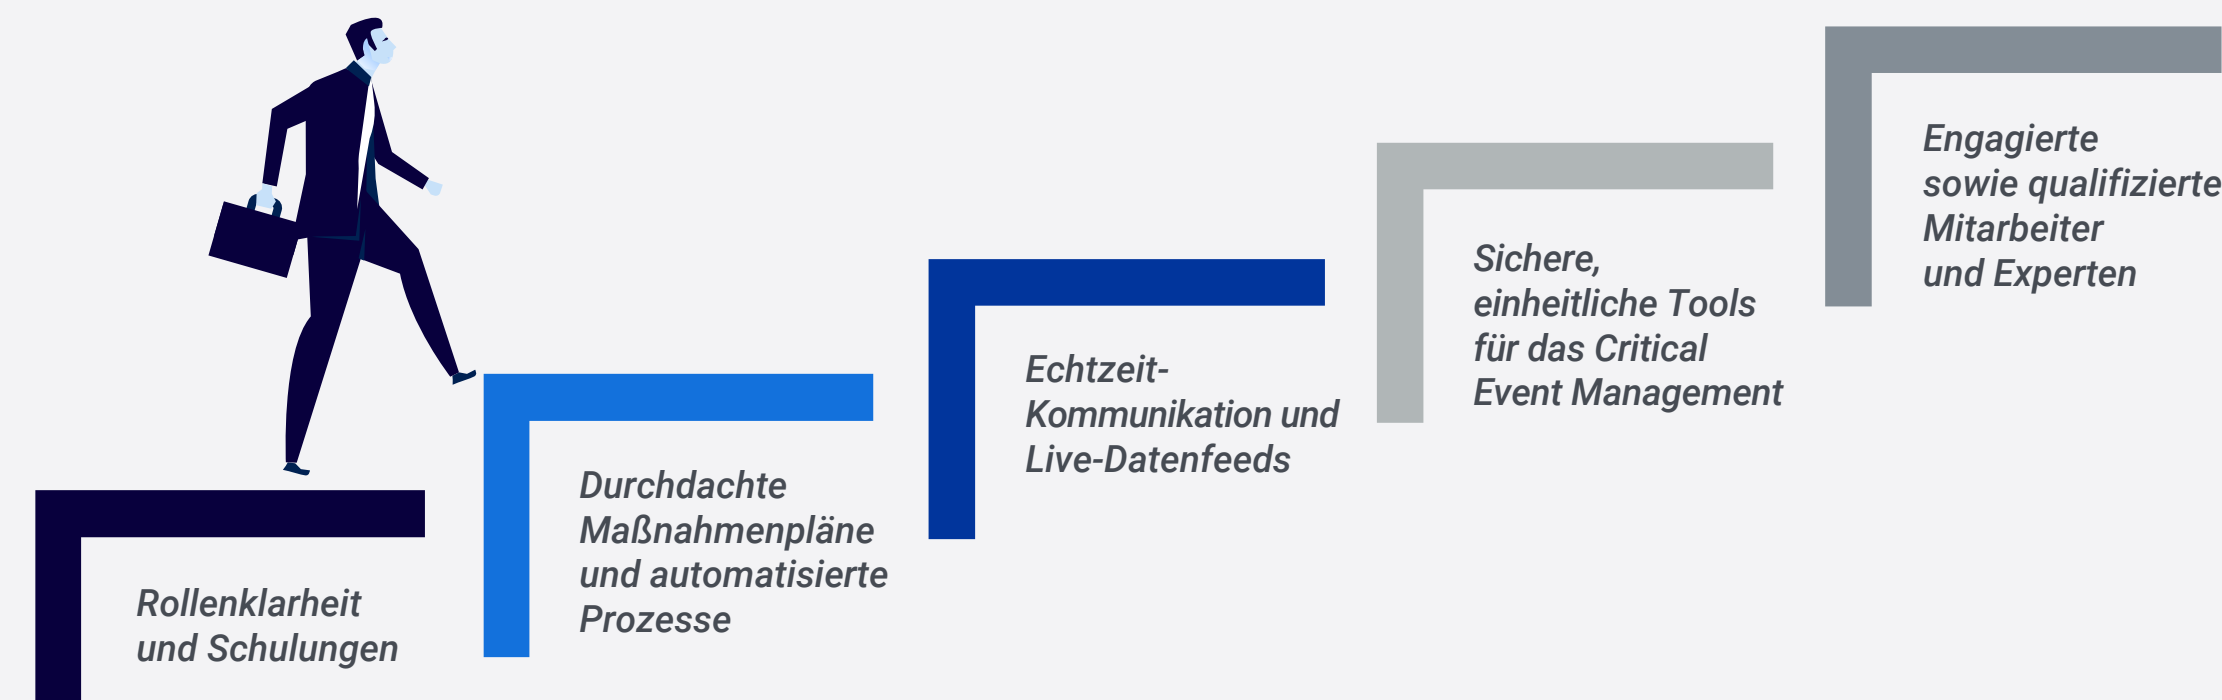 Rollenklarheit
und Schulungen
Durchdachte
Maßnahmenpläne
und automatisierte
Prozesse
Echtzeit-
Kommunikation und
Live-Datenfeeds
Sichere,
einheitliche Tools
für das Critical
Event Management
Engagierte
sowie qualifizierte
Mitarbeiter
und Experten